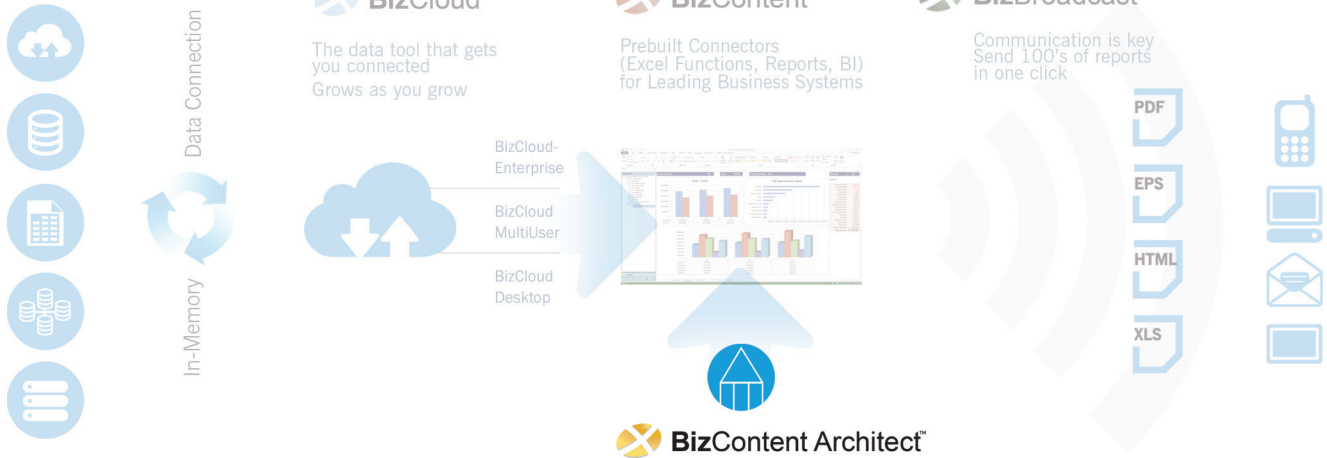 BizCloud
BizContent
BizBroadcast
The data tool that gets
you connected
Grows as you grow
Prebuilt Connectors
(Excel Functions, Reports, BI)
for Leading Business Systems
Communication is key
Send 100's of reports
in one click
Data Connection
In-Memory
BizCloud-
Enterprise
BizCloud
MultiUser
BizCloud
Desktop
PDF
EPS
HTML
XLS
BizContent Architect™